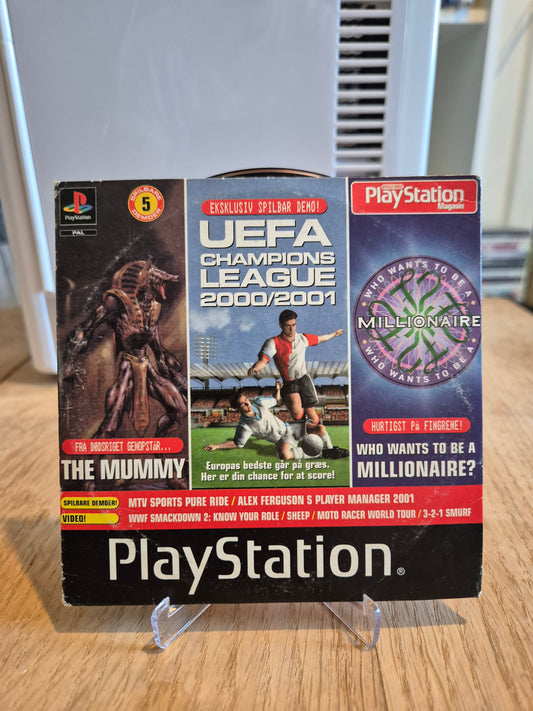 PlayStation
PAL
5
SPILBARE
DEMOER
EKSKLUSIV SPILBAR DEMO!
UEFA
CHAMPIONS
LEAGUE
2000/2001
PlayStation
Magasin
WHO WANTS TO BE A
MILLIONAIRE
WHO WANTS TO BE A
FRA DØDSRIGET GENOPSTÅR...
THE MUMMY
Europas bedste går på græs.
Her er din chance for at score!
HURTIGST På FINGRENE!
WHO WANTS TO BE A
MILLIONAIRE?
SPILBARE DEMOER!
MTV SPORTS PURE RIDE / ALEX FERGUSON S PLAYER MANAGER 2001
VIDEO!
WWF SMACKDOWN 2: KNOW YOUR ROLE / SHEEP / MOTO RACER WORLD TOUR / 3-2-1 SMURF
PlayStation®